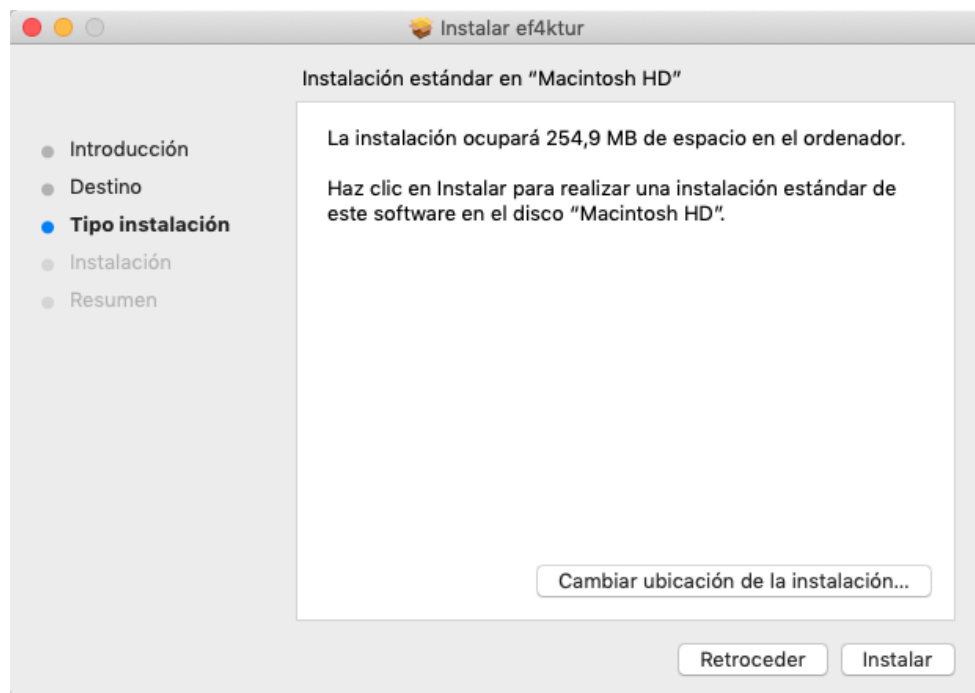 Instalar ef4ktur
Instalación estándar en “Macintosh HD”
Introducción
Destino
Tipo instalación
Instalación
Resumen
La instalación ocupará 254,9 MB de espacio en el ordenador.
Haz clic en Instalar para realizar una instalación estándar de
este software en el disco “Macintosh HD”.
Cambiar ubicación de la instalación...
Retroceder
Instalar